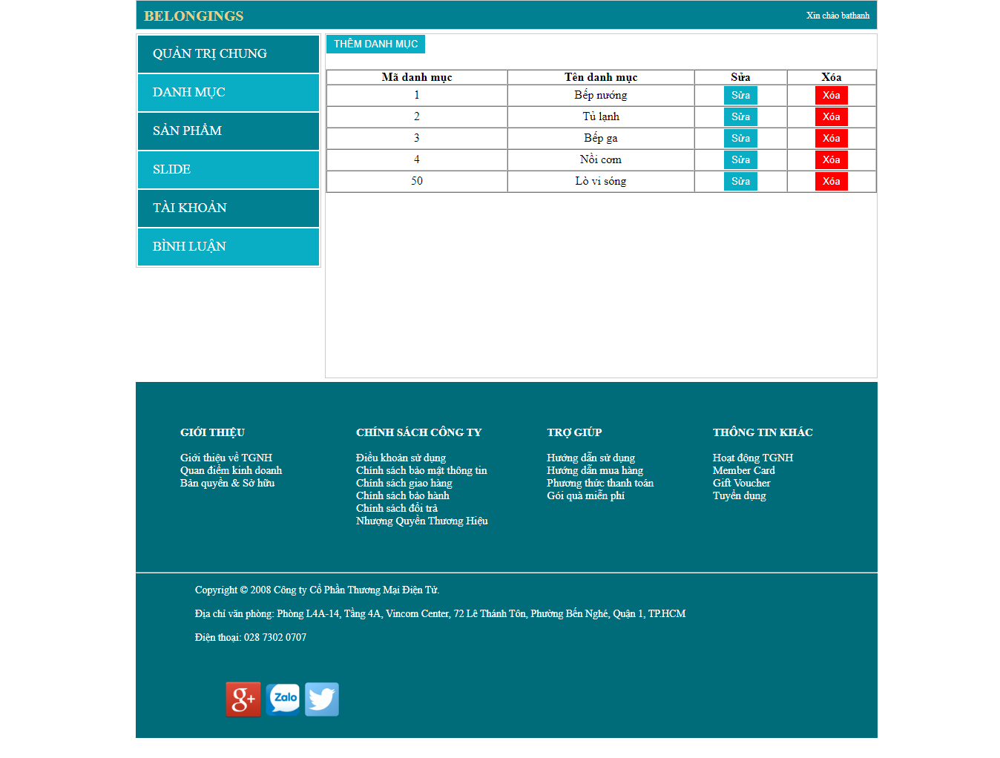 BELONGINGS
Xin chào bathanh
QUẢN TRỊ CHUNG
DANH MỤC
SẢN PHẨM
SLIDE
TÀI KHOẢN
BÌNH LUẬN
THÊM DANH MỤC
Mã danh mục Tên danh mục Sửa Xóa
1 Bếp nướng Sửa Xóa
2 Tủ lạnh Sửa Xóa
3 Bếp ga Sửa Xóa
4 Nồi cơm Sửa Xóa
50 Lò vi sóng Sửa Xóa
GIỚI THIỆU
Giới thiệu về TGNH
Quan điểm kinh doanh
Bản quyền & Sở hữu
CHÍNH SÁCH CÔNG TY
Điều khoản sử dụng
Chính sách bảo mật thông tin
Chính sách giao hàng
Chính sách bảo hành
Chính sách đổi trả
Nhượng Quyền Thương Hiệu
TRỢ GIÚP
Hướng dẫn sử dụng
Hướng dẫn mua hàng
Phương thức thanh toán
Gói quà miễn phí
THÔNG TIN KHÁC
Hoạt động TGNH
Member Card
Gift Voucher
Tuyển dụng
Copyright © 2008 Công ty Cổ Phần Thương Mại Điện Tử.
Địa chỉ văn phòng: Phòng L4A-14, Tầng 4A, Vincom Center, 72 Lê Thánh Tôn, Phường Bến Nghé, Quận 1, TP.HCM
Điện thoại: 028 7302 0707
g+ Zalo